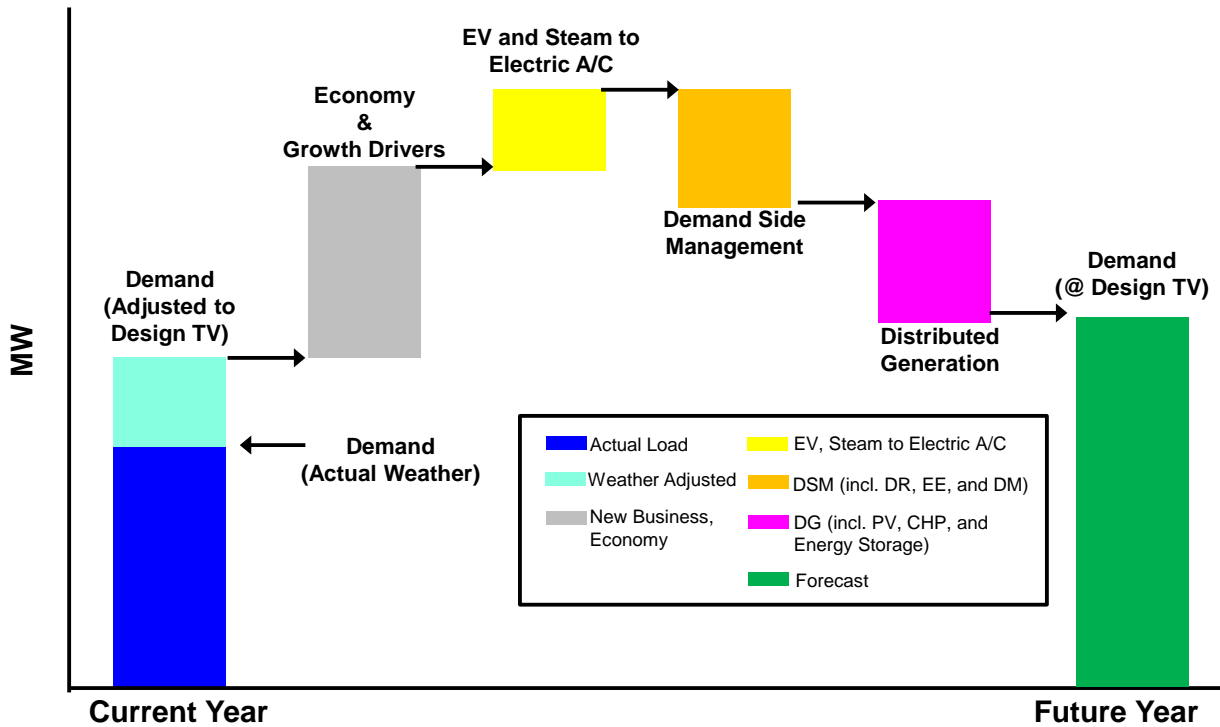 EV and Steam to
Electric A/C
Economy
&
Growth Drivers
Demand Side
Management
Demand
(Adjusted to
Design TV)
Demand
(@ Design TV)
Distributed
Generation
MW
Demand
(Actual Weather)
Actual Load
Weather Adjusted
New Business,
Economy
EV, Steam to Electric A/C
DSM (incl. DR, EE, and DM)
DG (incl. PV, CHP, and
Energy Storage)
Forecast
Current Year
Future Year